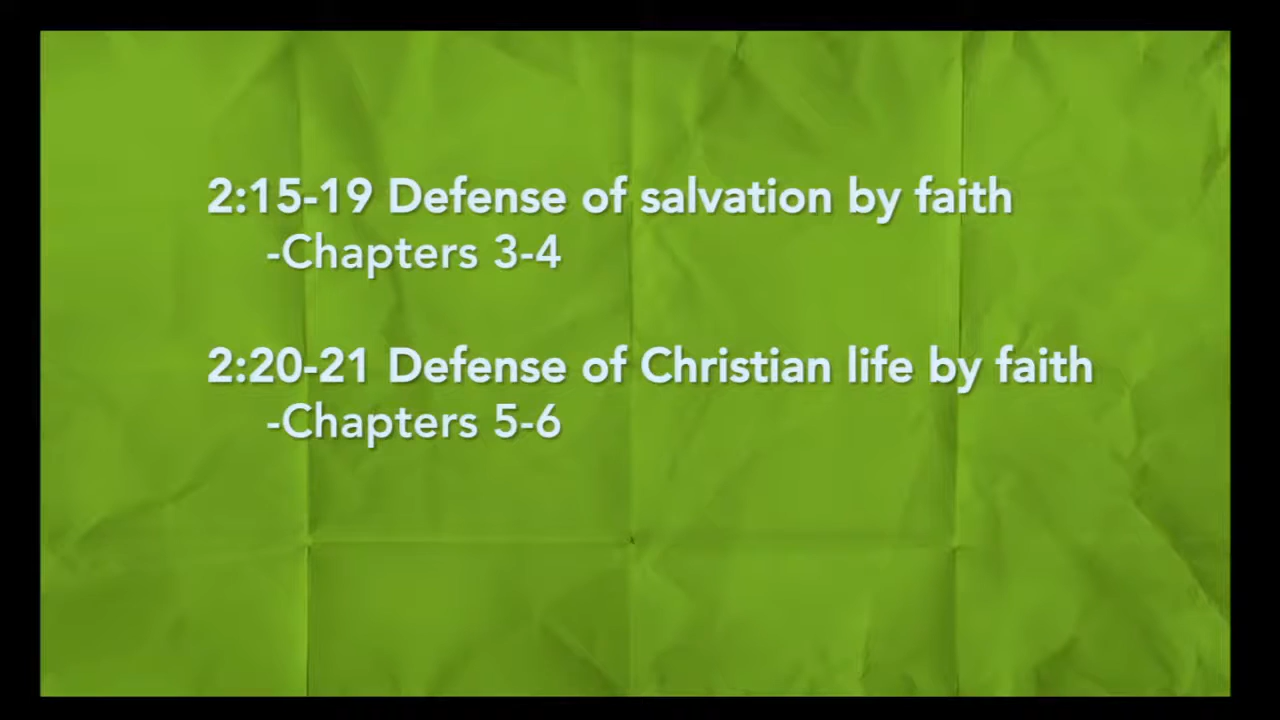 2:15-19 Defense of salvation by faith
-Chapters 3-4
2:20-21 Defense of Christian life by faith
-Chapters 5-6